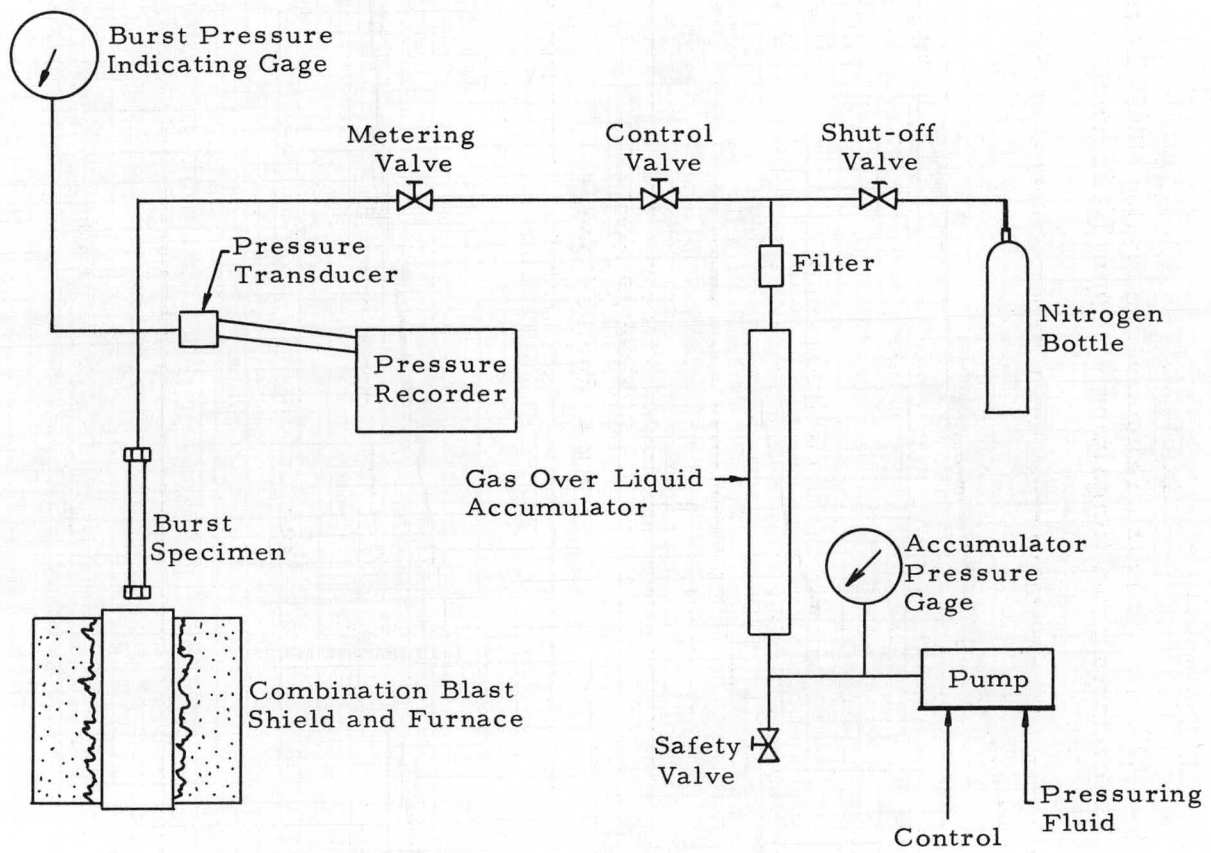 Burst Pressure
Indicating Gage
Metering
Valve
Control
Valve
Shut-off
Valve
Pressure
Transducer
Filter
Nitrogen
Bottle
Pressure
Recorder
Gas Over Liquid
Accumulator
Burst
Specimen
Accumulator
Pressure
Gage
Combination Blast
Shield and Furnace
Pump
Safety
Valve
Pressuring
Fluid
Control